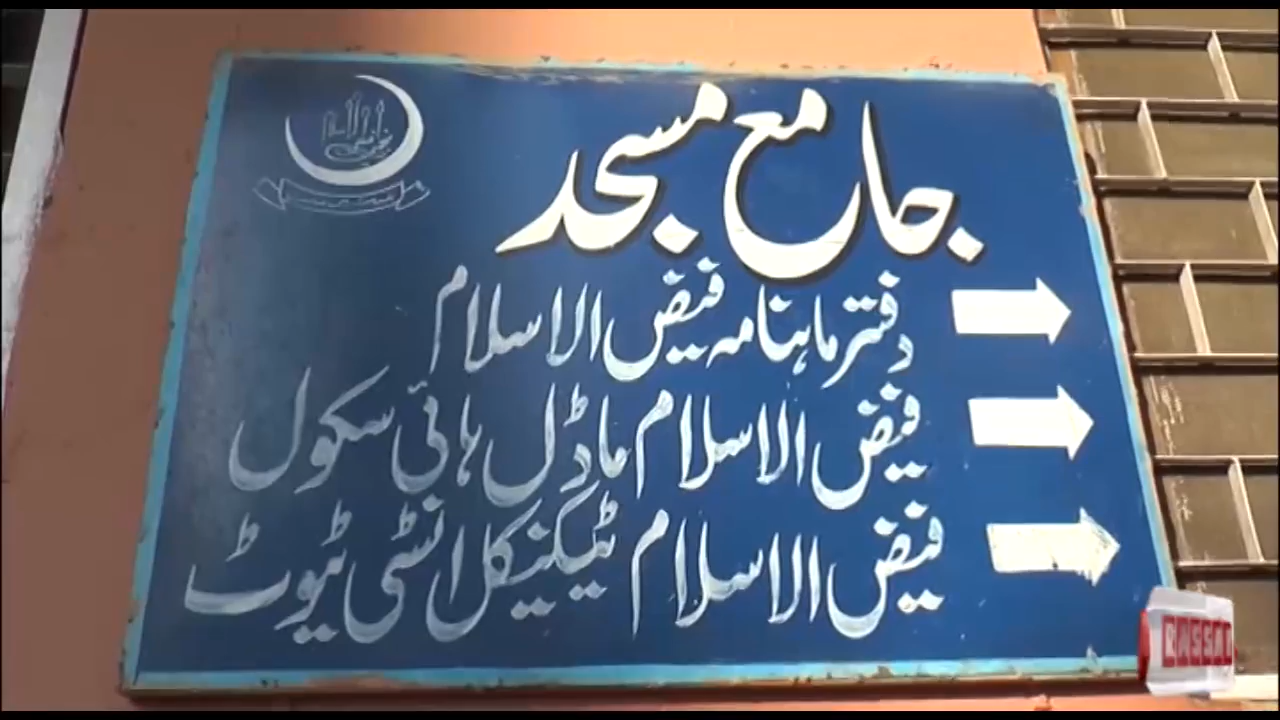 جامع مسجد
دفتر ماہنامہ فیض الاسلام
فیض الاسلام ماڈل ہائی سکول
فیض الاسلام ٹیکنیکل انسٹی ٹیوٹ